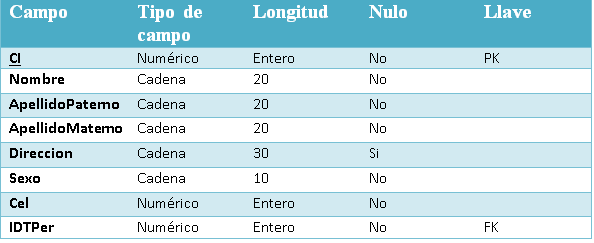 Campo Tipo de campo Longitud Nulo Llave
CI Numérico Entero No PK
Nombre Cadena 20 No
ApellidoPaterno Cadena 20 No
ApellidoMaterno Cadena 20 No
Direccion Cadena 30 Si
Sexo Cadena 10 No
Cel Numérico Entero No
IDTPer Numérico Entero No FK